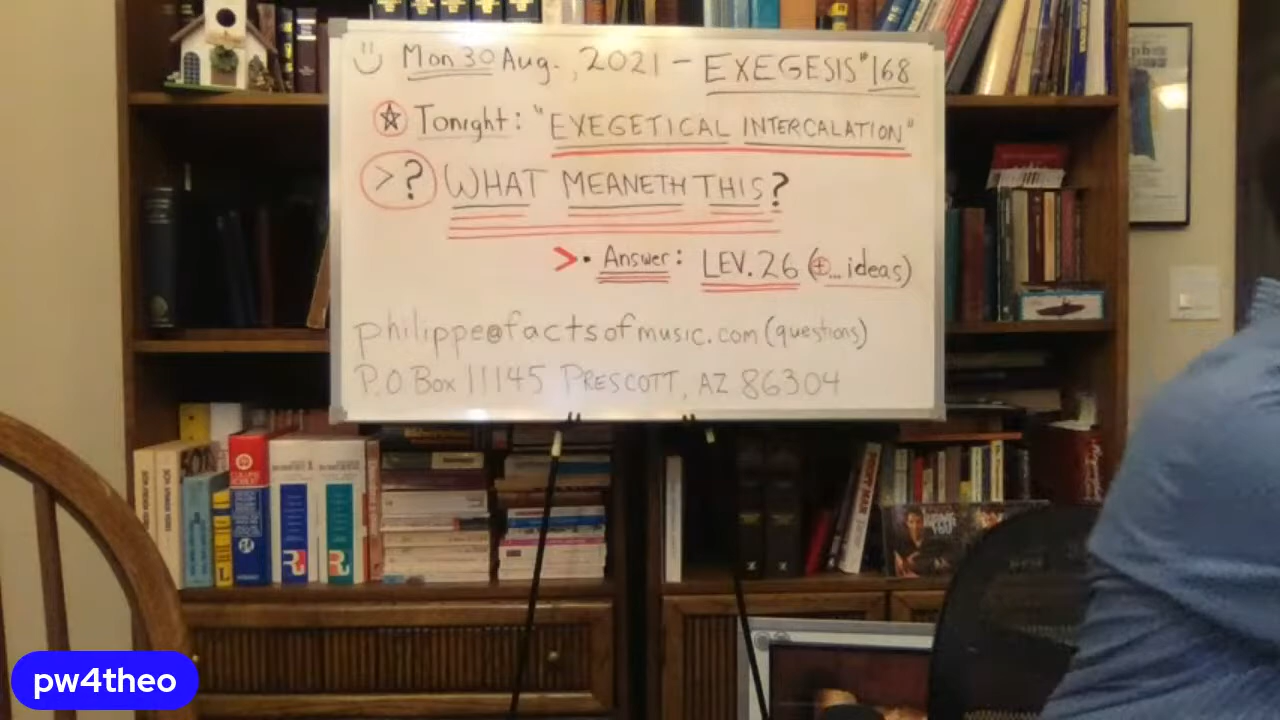 Mon 30 Aug., 2021 - EXEGESIS #168
Tonight: "EXEGETICAL INTERCALATION"
>? WHAT MEANETH THIS?
> • Answer: LEV. 26 (+... ideas)
philippe@factsofmusic.com (questions)
P.O Box 11145 PRESCOTT, AZ 86304
pw4theo